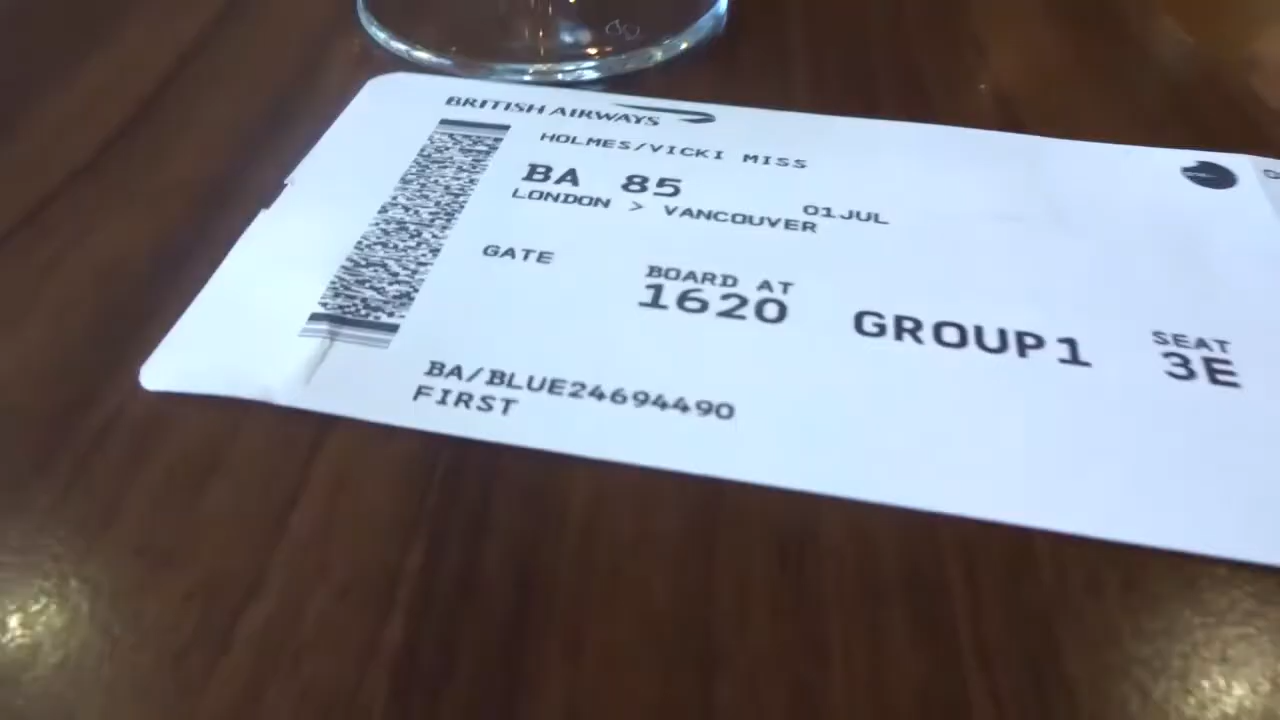 BRITISH AIRWAYS
HOLMES/VICKI MISS
BA 85
01JUL
LONDON > VANCOUVER
GATE
BOARD AT
1620
GROUP1
SEAT
3E
BA/BLUE24694490
FIRST